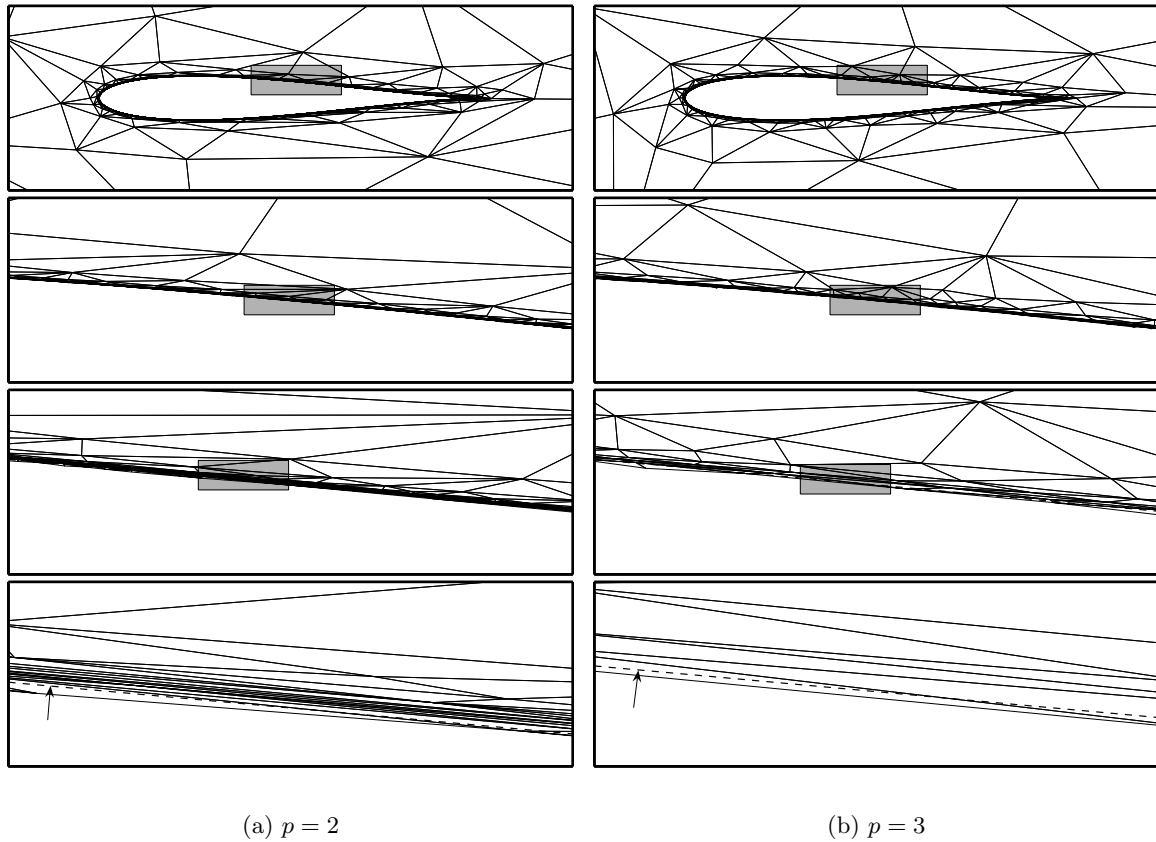 (a) p = 2
(b) p = 3